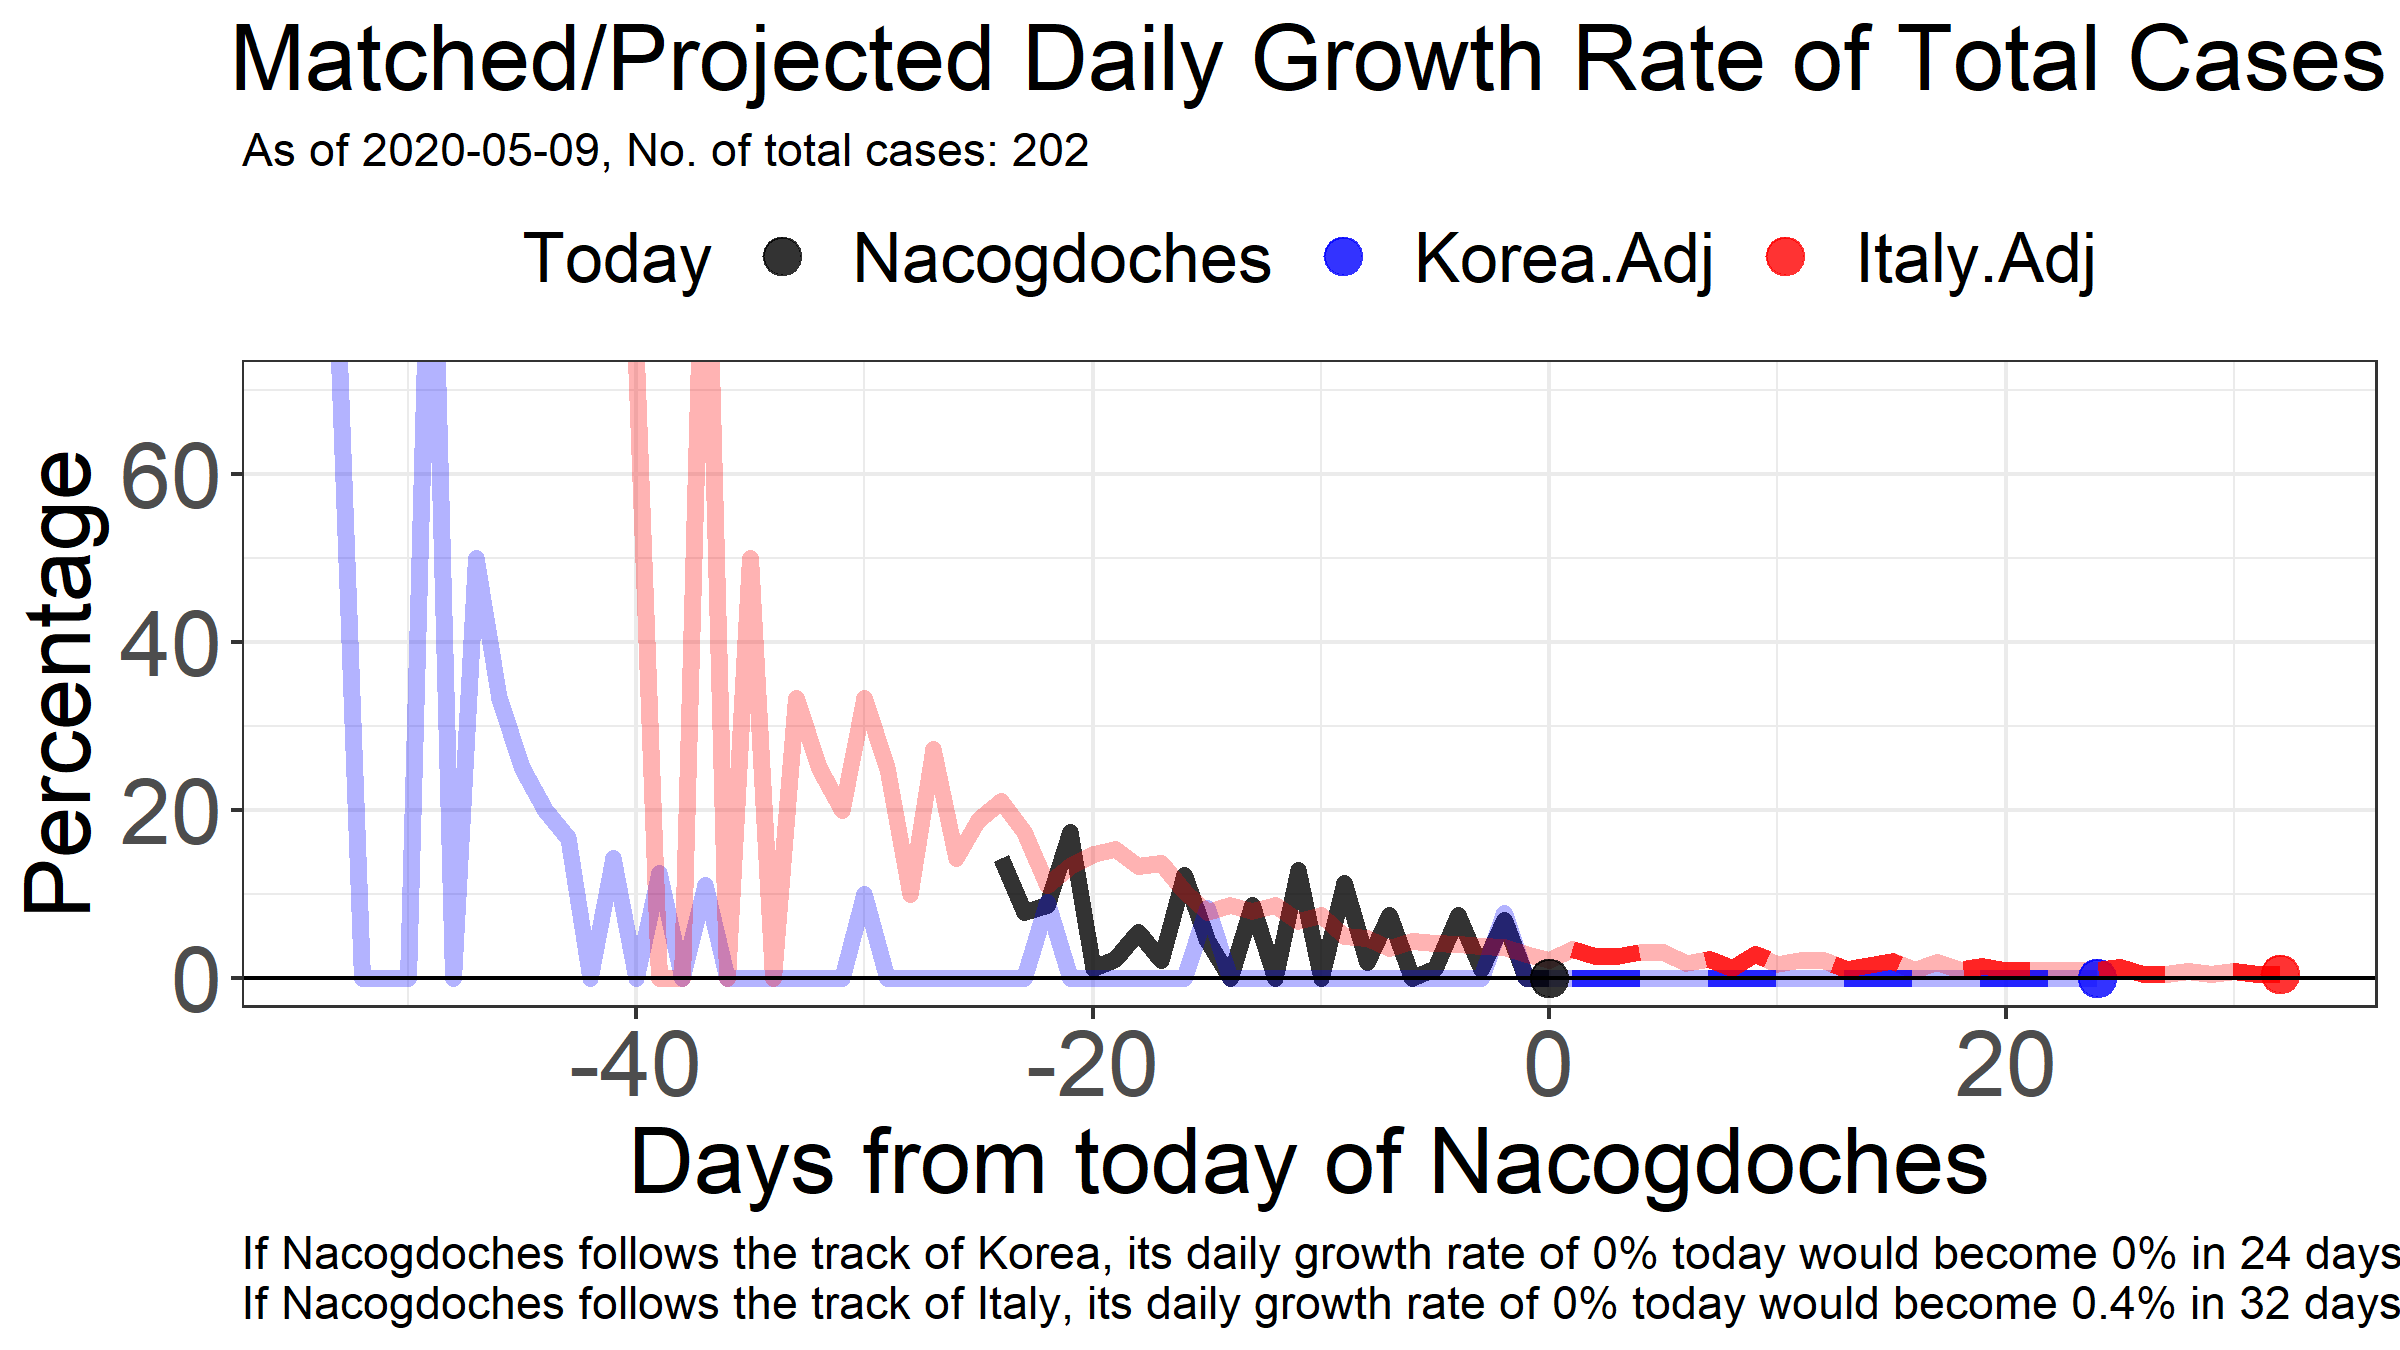 Matched/Projected Daily Growth Rate of Total Cases
As of 2020-05-09, No. of total cases: 202
Today Nacogdoches Korea.Adj Italy.Adj
Percentage
60
40
20
0
-40 -20 0 20
Days from today of Nacogdoches
If Nacogdoches follows the track of Korea, its daily growth rate of 0% today would become 0% in 24 days
If Nacogdoches follows the track of Italy, its daily growth rate of 0% today would become 0.4% in 32 days